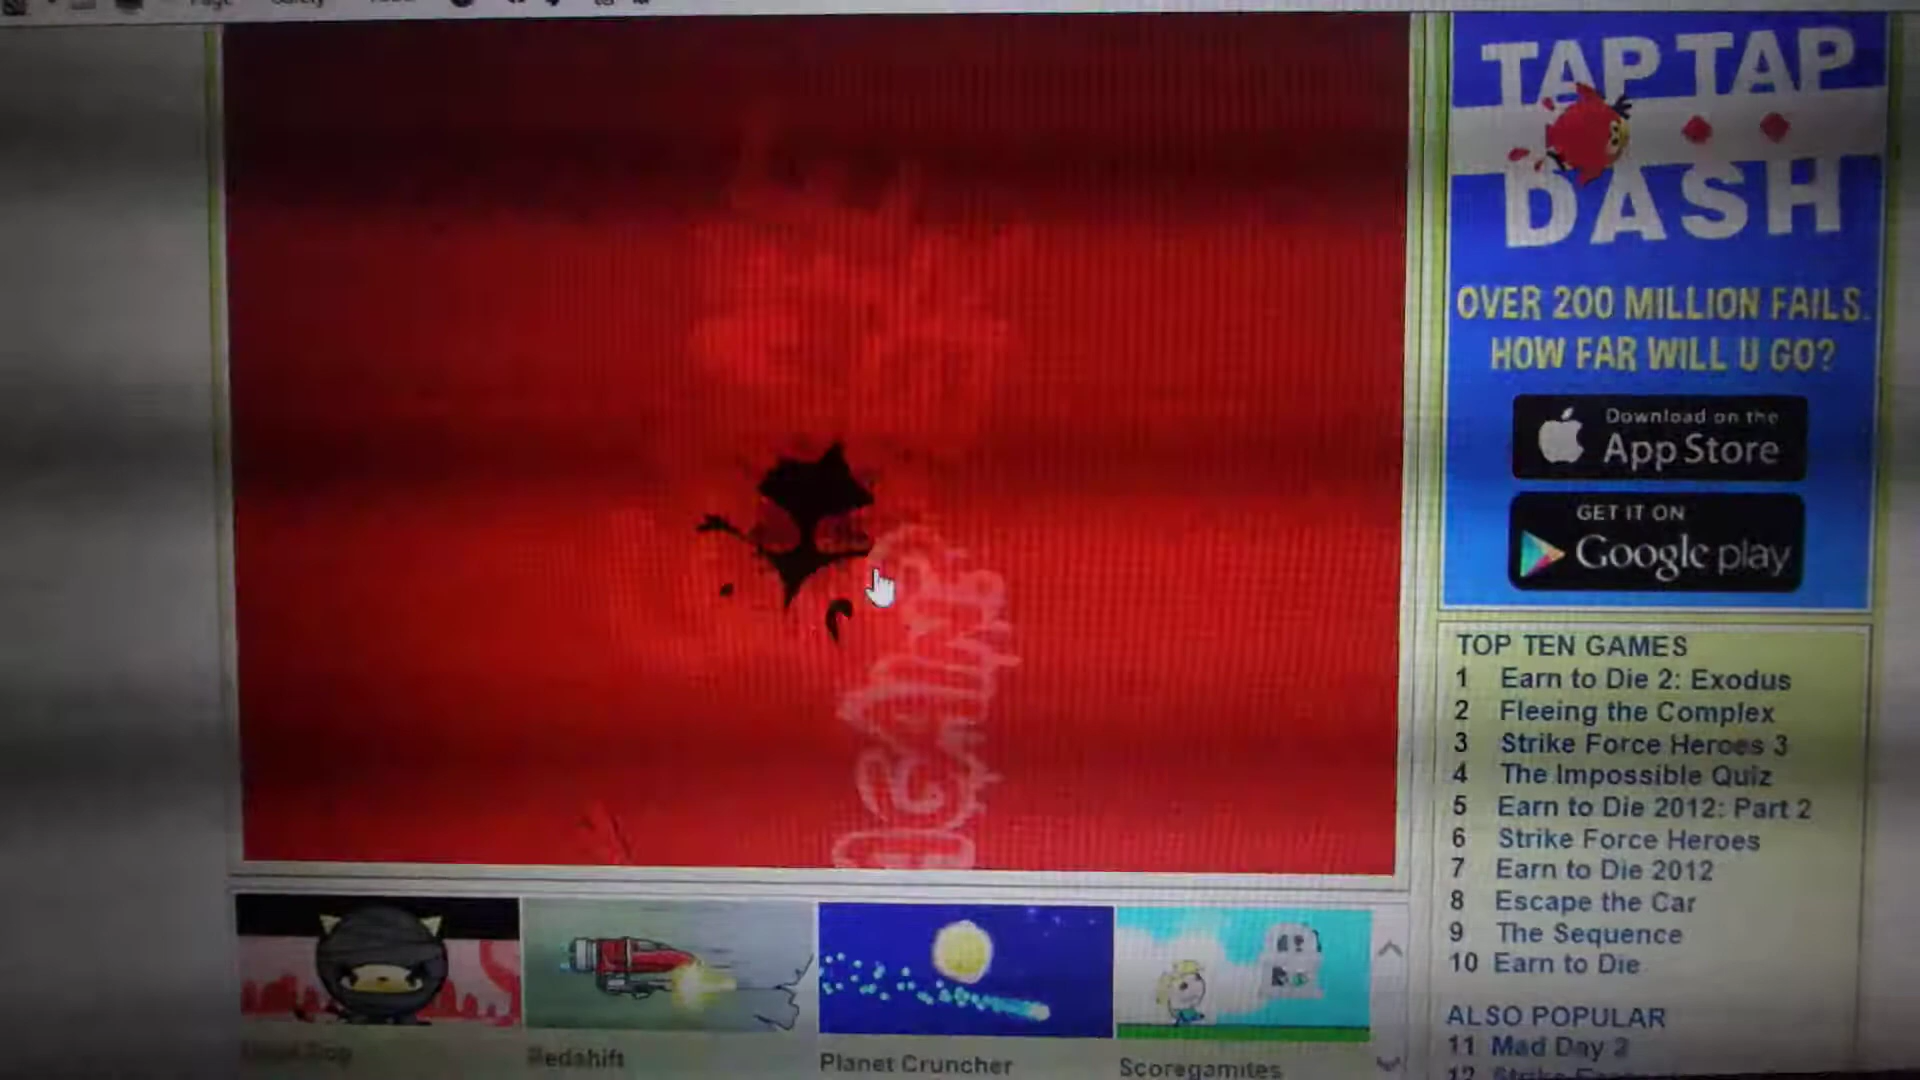 TAP TAP
DASH
OVER 200 MILLION FAILS.
HOW FAR WILL U GO?
Download on the
App Store
GET IT ON
Google play
TOP TEN GAMES
1 Earn to Die 2: Exodus
2 Fleeing the Complex
3 Strike Force Heroes 3
4 The Impossible Quiz
5 Earn to Die 2012: Part 2
6 Strike Force Heroes
7 Earn to Die 2012
8 Escape the Car
9 The Sequence
10 Earn to Die
ALSO POPULAR
11 Mad Day 2
12 Strike
Redshift
Planet Cruncher
Scoregamites